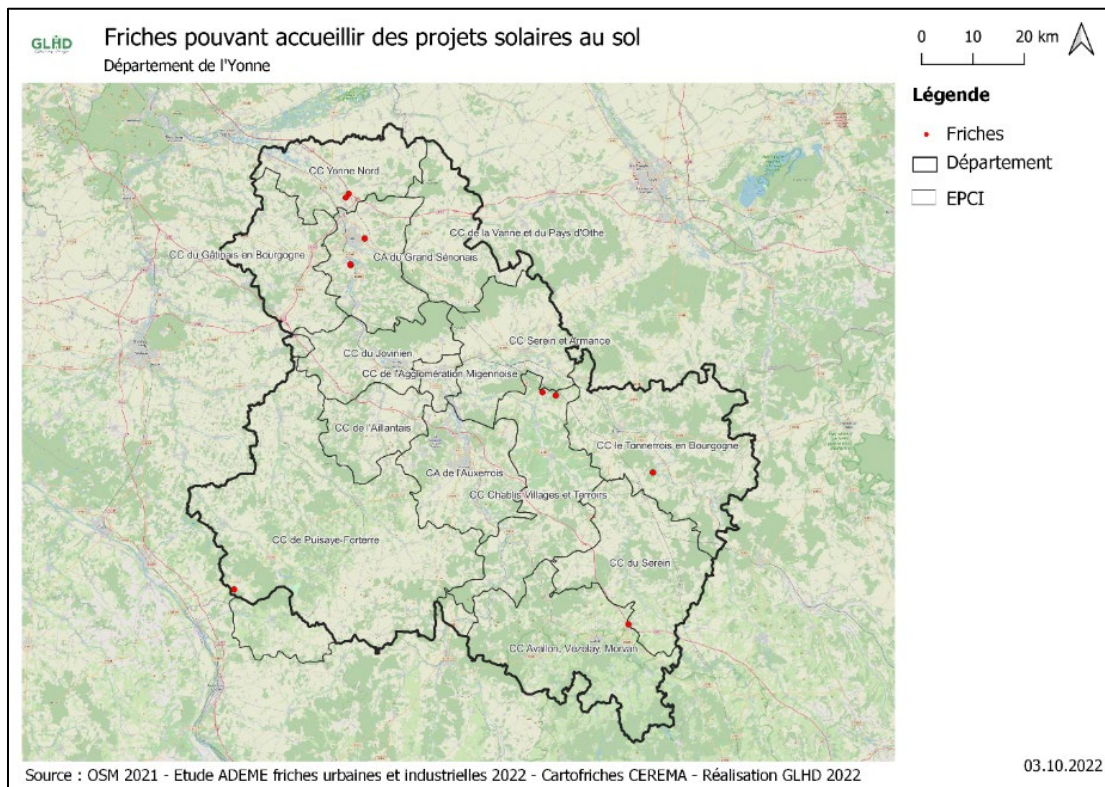 GLHD
Friches pouvant accueillir des projets solaires au sol
Département de l'Yonne
0 10 20 km
Légende
Friches
Département
EPCI
CC Yonne Nord
CC de la Vanne et du Pays d'Othe
CC du Gâtinais en Bourgogne
CA du Grand Sénonais
CC Serein et Armance
CC du Jovinien
CC de l'Agglomération Migennoise
CC de l'Aillantais
CC le Tonnerrois en Bourgogne
CA de l'Auxerrois
CC Chablis Villages et Terroirs
CC de Puisaye-Forterre
CC du Serein
CC Avallon, Vézelay, Morvan
Source : OSM 2021 - Etude ADEME friches urbaines et industrielles 2022 - Cartofriches CEREMA - Réalisation GLHD 2022
03.10.2022